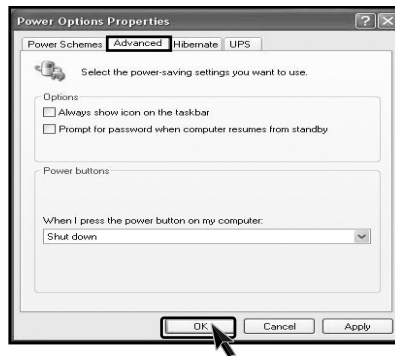 Power Options Properties
Power Schemes Advanced Hibernate UPS
Select the power-saving settings you want to use.
Options
Always show icon on the taskbar
Prompt for password when computer resumes from standby
Power buttons
When I press the power button on my computer:
Shut down
OK Cancel Apply